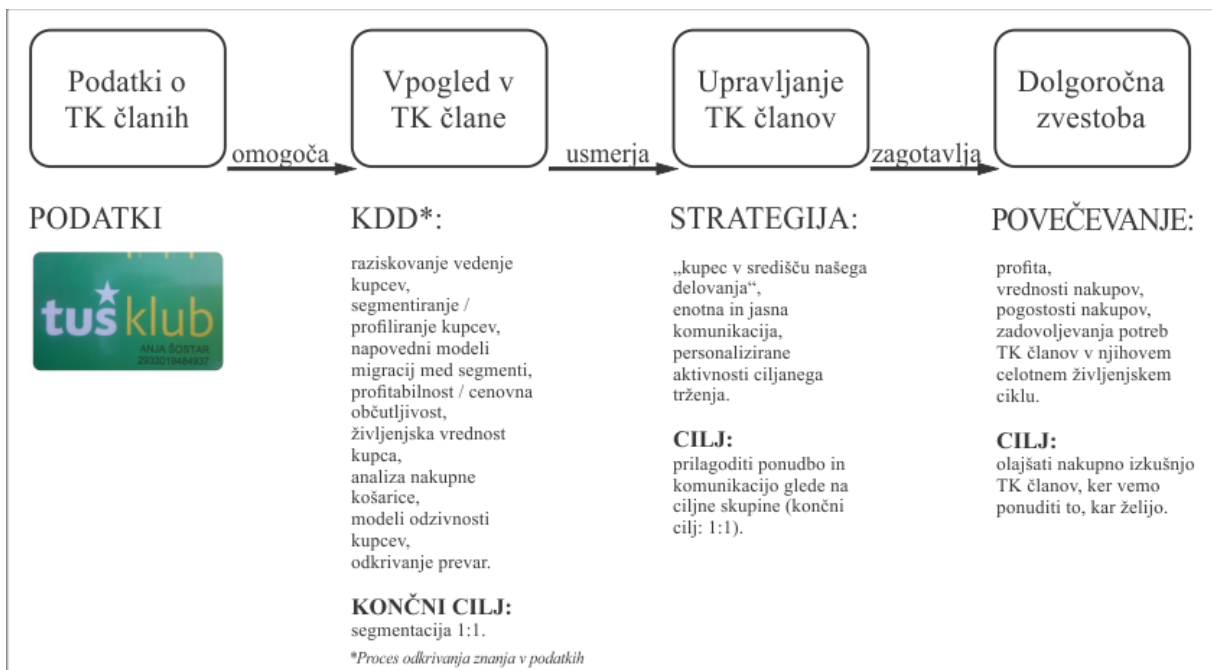 Podatki o
TK članih
omogoča
Vpogled v
TK člane
usmerja
Upravljanje
TK članov
zagotavlja
Dolgoročna
zvestoba
PODATKI
tuš klub
ANJA ŠOSTAR
2933019484937
KDD*:
raziskovanje vedenje
kupcev,
segmentiranje /
profiliranje kupcev,
napovedni modeli
migracij med segmenti,
profitabilnost / cenovna
občutljivost,
življenjska vrednost
kupca,
analiza nakupne
košarice,
modeli odzivnosti
kupcev,
odkrivanje prevar.
KONČNI CILJ:
segmentacija 1:1.
*Proces odkrivanja znanja v podatkih
STRATEGIJA:
„kupec v središču našega
delovanja“,
enotna in jasna
komunikacija,
personalizirane
aktivnosti ciljanega
trženja.
CILJ:
prilagoditi ponudbo in
komunikacijo glede na
ciljne skupine (končni
cilj: 1:1).
POVEČEVANJE:
profita,
vrednosti nakupov,
pogostosti nakupov,
zadovoljevanja potreb
TK članov v njihovem
celotnem življenjskem
ciklu.
CILJ:
olajšati nakupno izkušnjo
TK članov, ker vemo
ponuditi to, kar želijo.